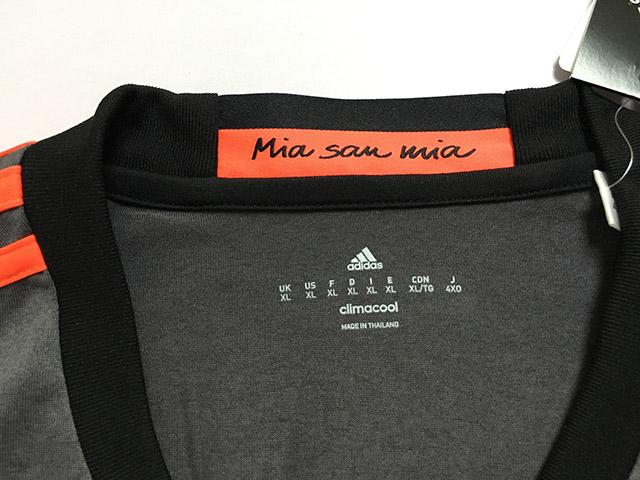 Mia san mia
adidas
UK US F D I E CDN J
XL XL XL XL XL XL XL/TG 4XO
climacool
MADE IN THAILAND